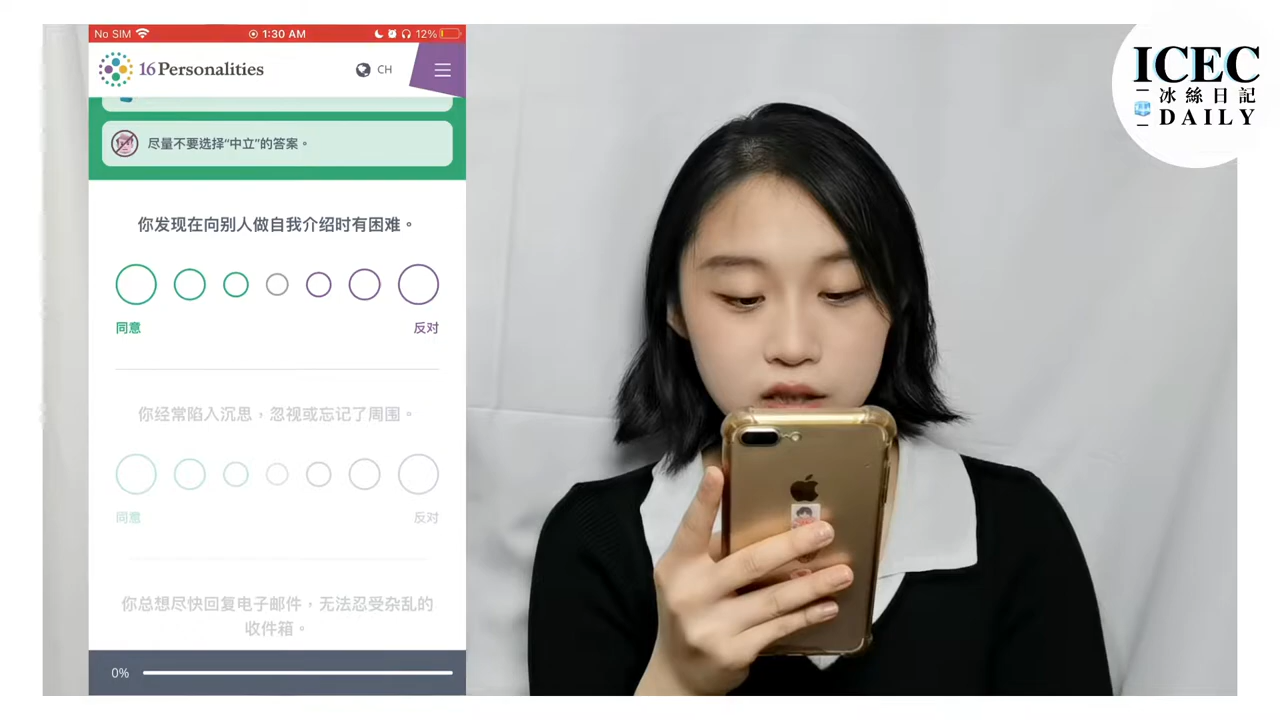 No SIM
1:30 AM
12%
16Personalities
CH
尽量不要选择“中立”的答案。
你发现在向别人做自我介绍时有困难。
同意
反对
你经常陷入沉思，忽视或忘记了周围。
同意
反对
你总想尽快回复电子邮件，无法忍受杂乱的
收件箱。
0%
ICEC
冰絲日記
DAILY